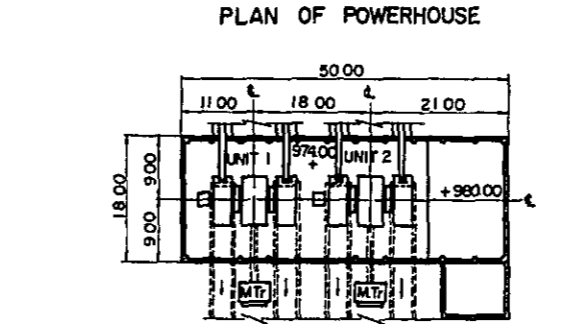 PLAN OF POWERHOUSE
50 00
11 00 18 00 21 00
UNIT 1 974.00 UNIT 2
+
18 00
9 00
9 00
+980.00
M.Tr M.Tr